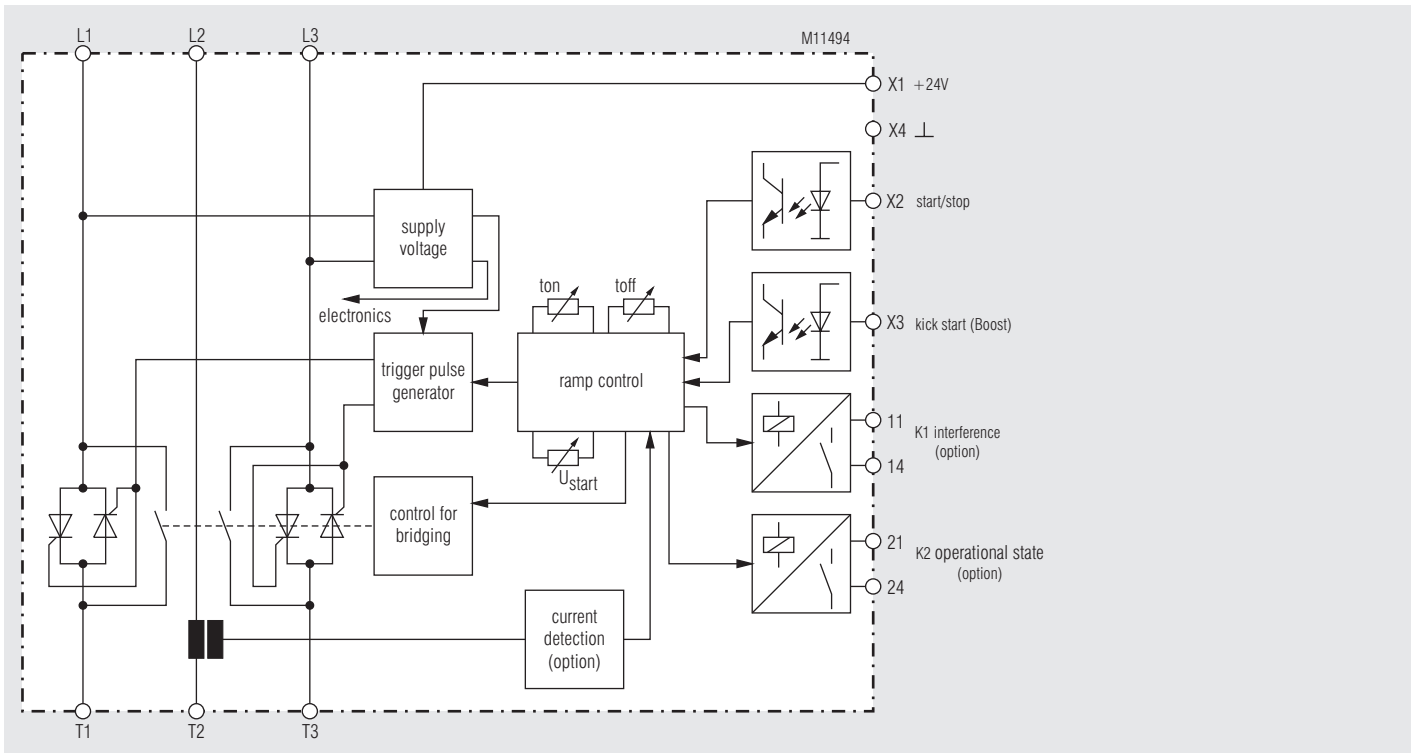 L1 L2 L3
M11494
X1 +24V
X4 ⊥
supply
voltage
X2 start/stop
ton toff
electronics
X3 kick start (Boost)
trigger pulse
generator
ramp control
11
K1 interference
(option)
14
Ustart
control for
bridging
21
K2 operational state
(option)
24
current
detection
(option)
T1 T2 T3